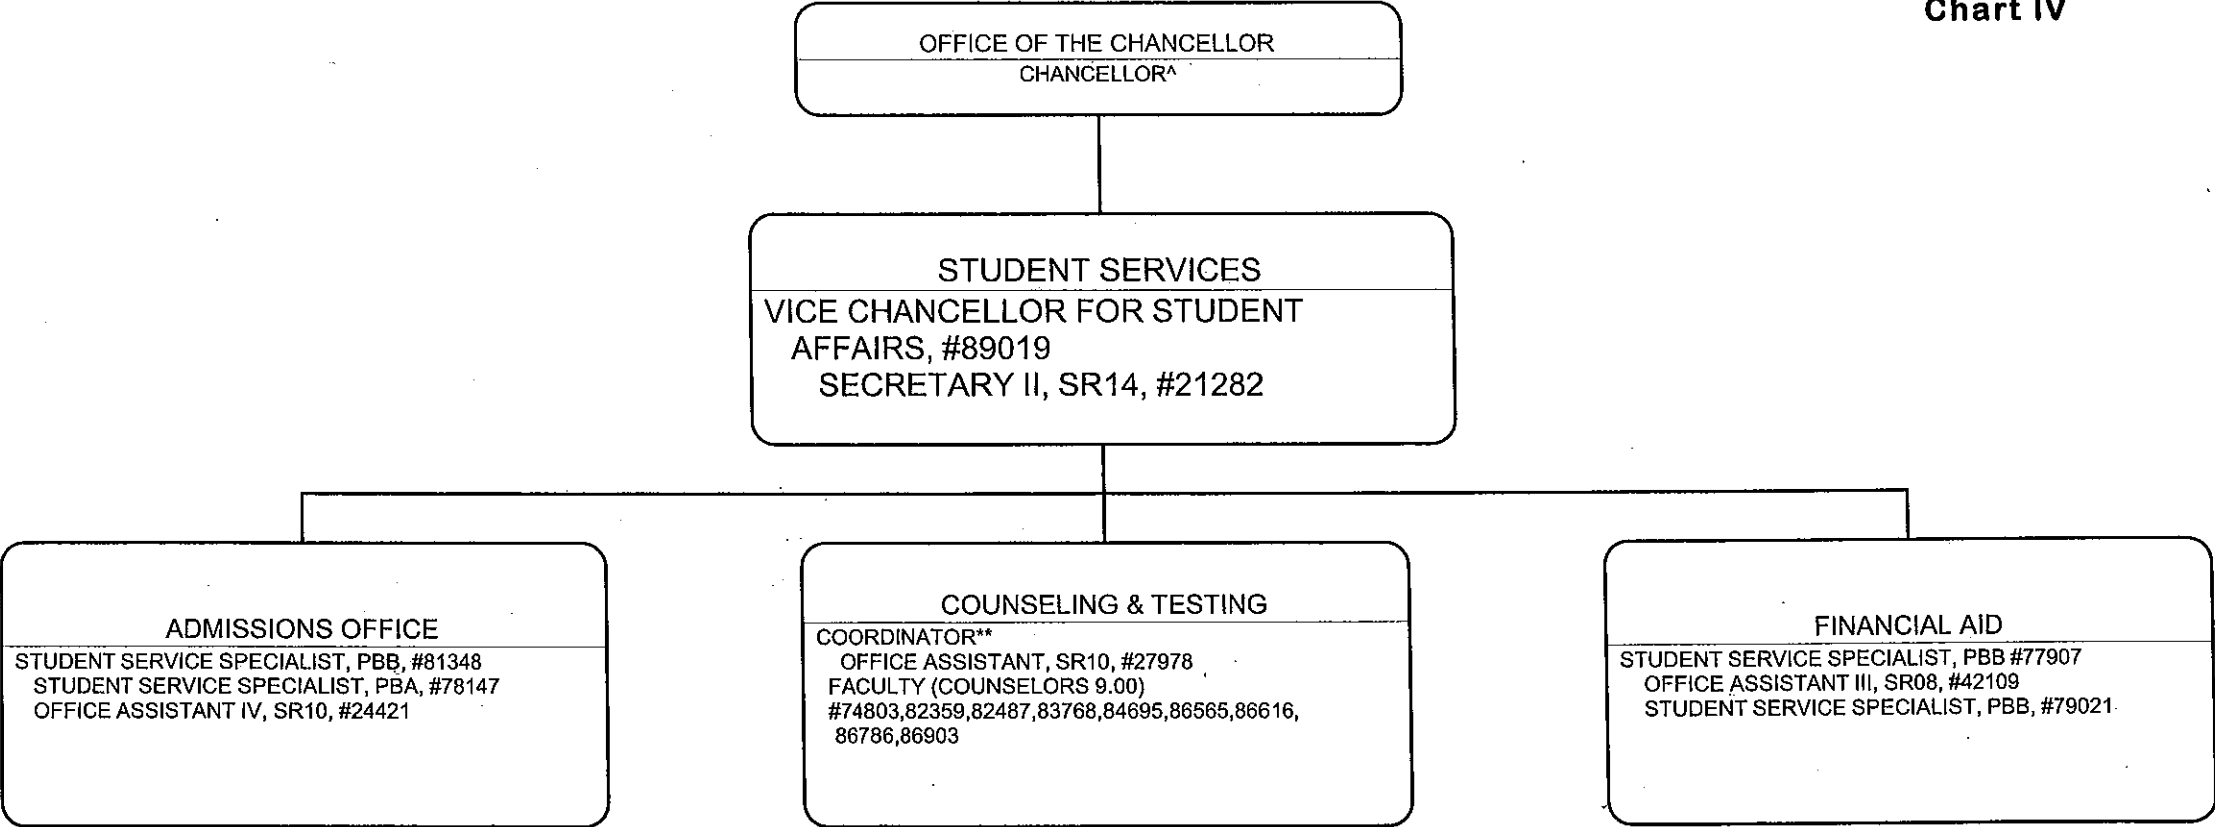 Chart IV
OFFICE OF THE CHANCELLOR
CHANCELLOR^
STUDENT SERVICES
VICE CHANCELLOR FOR STUDENT
AFFAIRS, #89019
SECRETARY II, SR14, #21282
ADMISSIONS OFFICE
STUDENT SERVICE SPECIALIST, PBB, #81348
STUDENT SERVICE SPECIALIST, PBA, #78147
OFFICE ASSISTANT IV, SR10, #24421
COUNSELING & TESTING
COORDINATOR**
OFFICE ASSISTANT, SR10, #27978
FACULTY (COUNSELORS 9.00)
#74803,82359,82487,83768,84695,86565,86616,
86786,86903
FINANCIAL AID
STUDENT SERVICE SPECIALIST, PBB #77907
OFFICE ASSISTANT III, SR08, #42109
STUDENT SERVICE SPECIALIST, PBB, #79021